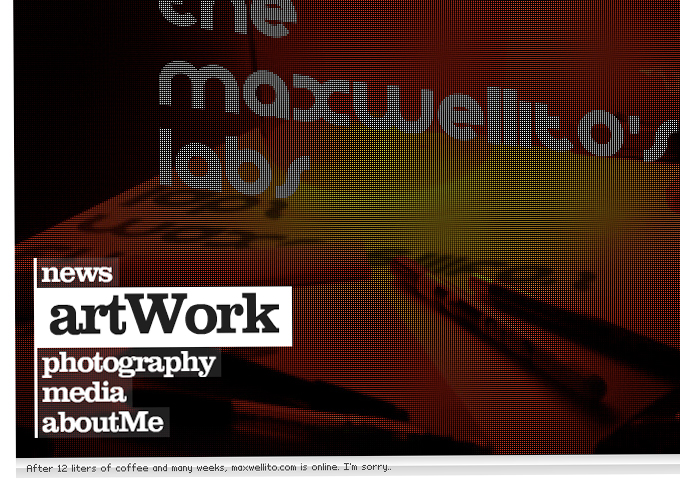 the
maxwellito's
labs
news
artWork
photography
media
aboutMe
After 12 liters of coffee and many weeks, maxwellito.com is online. I'm sorry..